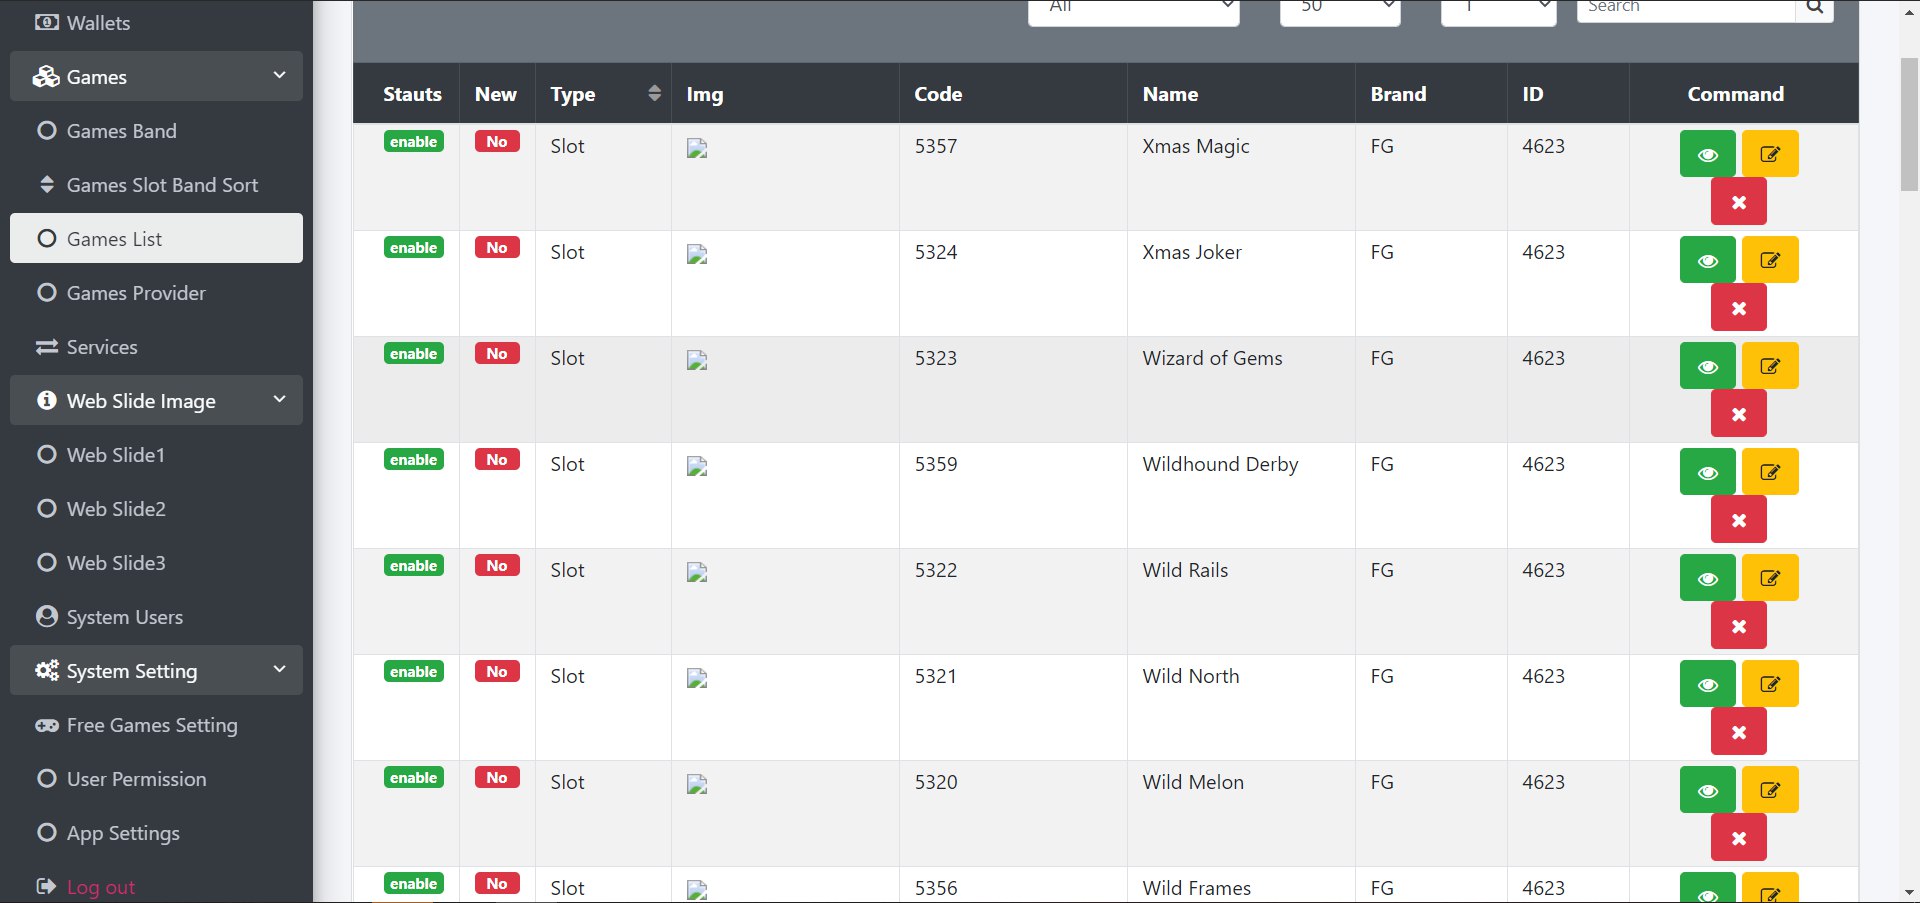 Wallets
Games
Games Band
Games Slot Band Sort
Games List
Games Provider
Services
Web Slide Image
Web Slide1
Web Slide2
Web Slide3
System Users
System Setting
Free Games Setting
User Permission
App Settings
Log out
All 50 1 Search
Stauts New Type Img Code Name Brand ID Command
enable No Slot 5357 Xmas Magic FG 4623
enable No Slot 5324 Xmas Joker FG 4623
enable No Slot 5323 Wizard of Gems FG 4623
enable No Slot 5359 Wildhound Derby FG 4623
enable No Slot 5322 Wild Rails FG 4623
enable No Slot 5321 Wild North FG 4623
enable No Slot 5320 Wild Melon FG 4623
enable No Slot 5356 Wild Frames FG 4623